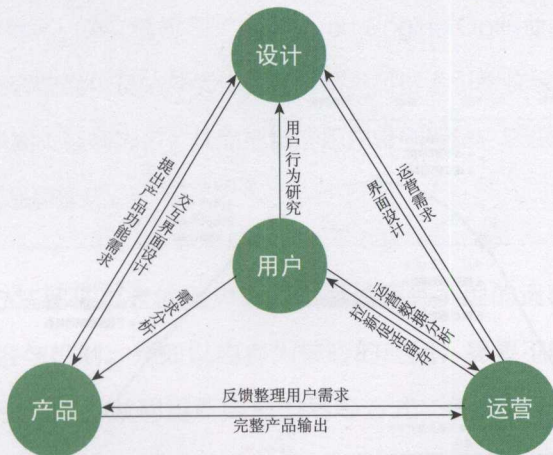 设计
提出产品功能需求
交互界面设计
用户行为研究
运营需求
界面设计
用户
需求分析
运营数据分析
拉新促活留存
产品
反馈整理用户需求
完整产品输出
运营